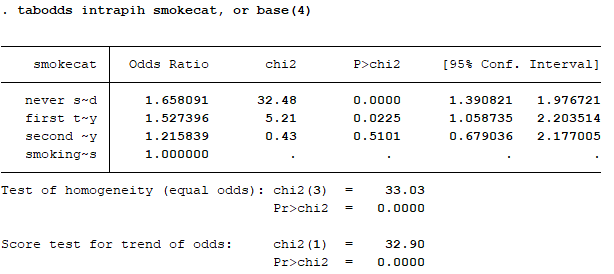 . tabodds intrapih smokecat, or base(4)
smokecat Odds Ratio chi2 P>chi2 [95% Conf. Interval]
never s~d 1.658091 32.48 0.0000 1.390821 1.976721
first t~y 1.527396 5.21 0.0225 1.058735 2.203514
second ~y 1.215839 0.43 0.5101 0.679036 2.177005
smoking~s 1.000000 . . . .
Test of homogeneity (equal odds): chi2(3) = 33.03
Pr>chi2 = 0.0000
Score test for trend of odds: chi2(1) = 32.90
Pr>chi2 = 0.0000